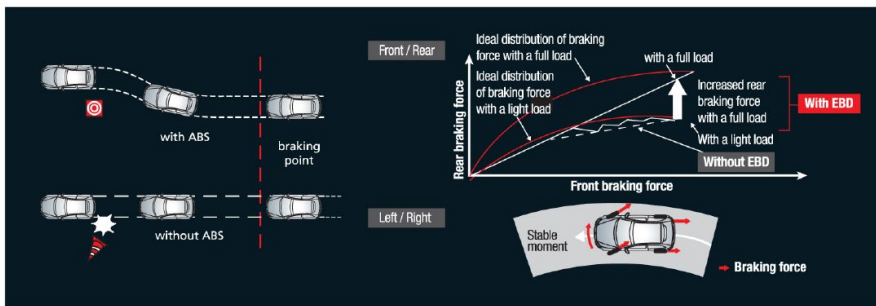 with ABS
braking
point
without ABS
Front / Rear
Ideal distribution of braking
force with a full load
Ideal distribution
of braking force
with a light load
with a full load
Increased rear
braking force
with a full load
With a light load
With EBD
Without EBD
Rear braking force
Front braking force
Left / Right
Stable
moment
Braking force